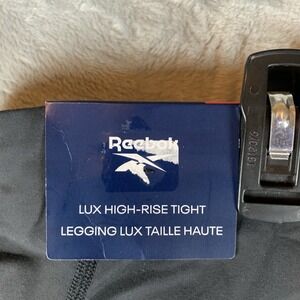 Reebok
LUX HIGH-RISE TIGHT
LEGGING LUX TAILLE HAUTE